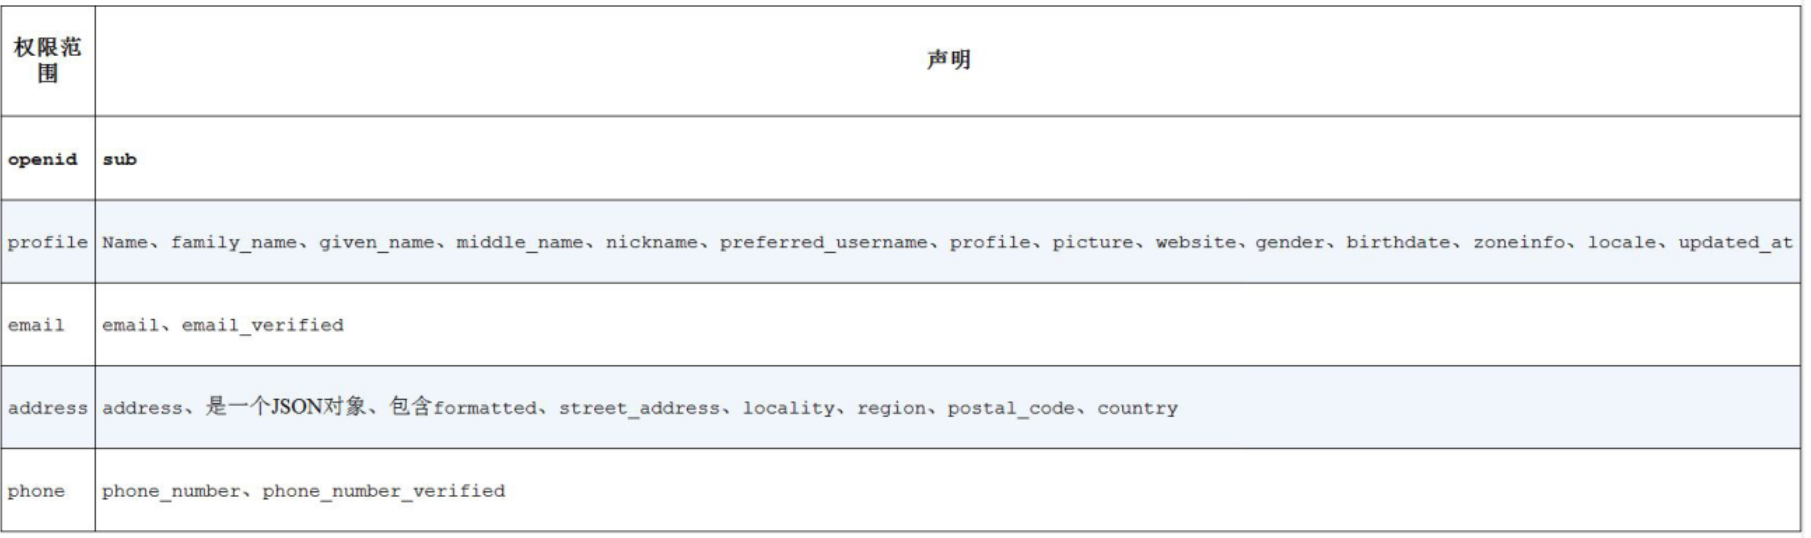 权限范
围
声明
openid sub
profile Name、family_name、given_name、middle_name、nickname、preferred_username、profile、picture、website、gender、birthdate、zoneinfo、locale、updated_at
email email、email_verified
address address、是一个JSON对象、包含formatted、street_address、locality、region、postal_code、country
phone phone_number、phone_number_verified